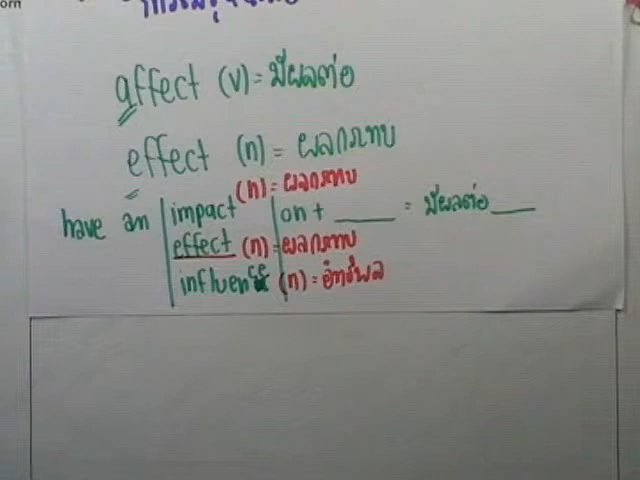 affect (v) = มีผลต่อ
effect (n) = ผลกระทบ
(n) = ผลกระทบ
have an impact on + ____ = มีผลต่อ ____
effect (n) = ผลกระทบ
influence (n) = อิทธิพล